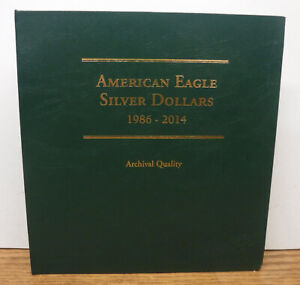 American Eagle
Silver Dollars
1986 - 2014
Archival Quality